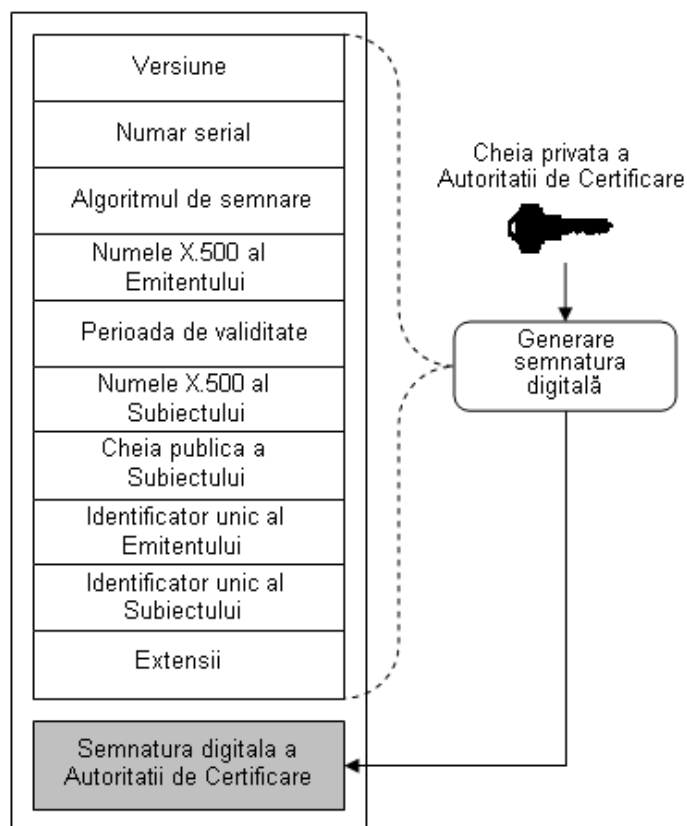 Versiune
Numar serial
Algoritmul de semnare
Numele X.500 al
Emitentului
Perioada de validitate
Numele X.500 al
Subiectului
Cheia publica a
Subiectului
Identificator unic al
Emitentului
Identificator unic al
Subiectului
Extensii
Semnatura digitala a
Autoritatii de Certificare
Cheia privata a
Autoritatii de Certificare
Generare
semnatura
digitală